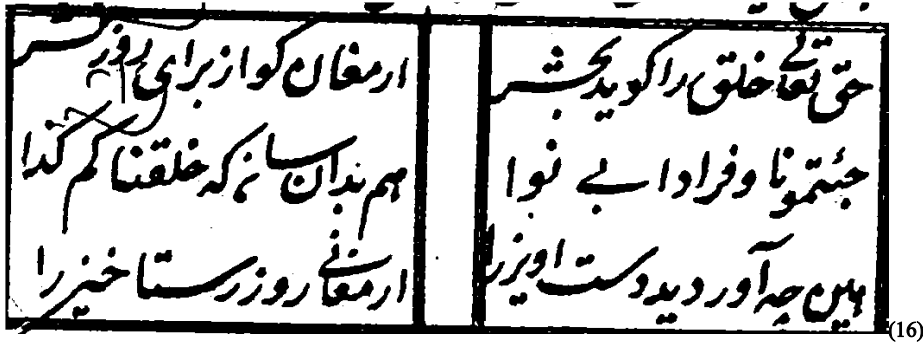 حق تعالی خلق را گوید بحشر ارمغان کو از برای روز نشر
جئتمونا و فرادا بی نوا هم بدان سان که خلقناکم کذا
هین چه آوردید دست اویز را ارمغانی روز رستاخیز را
(16)